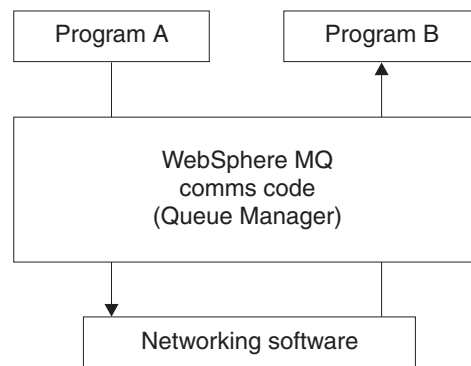 Program A
Program B
WebSphere MQ
comms code
(Queue Manager)
Networking software